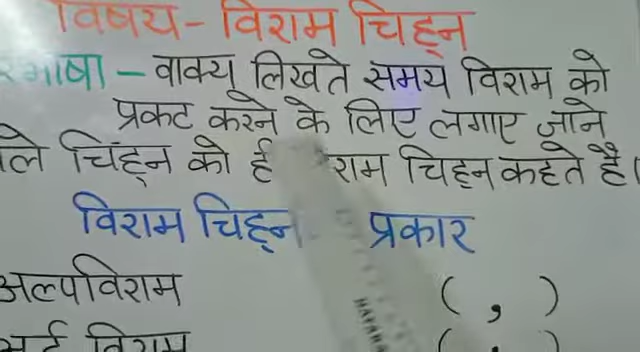 विषय - विराम चिह्न
भाषा - वाक्य लिखते समय विराम को
प्रकट करने के लिए लगाए जाने
ले चिंह्न को ही राम चिह्न कहते है।
विराम चिह्न प्रकार
अल्पविराम ( , )
विराम